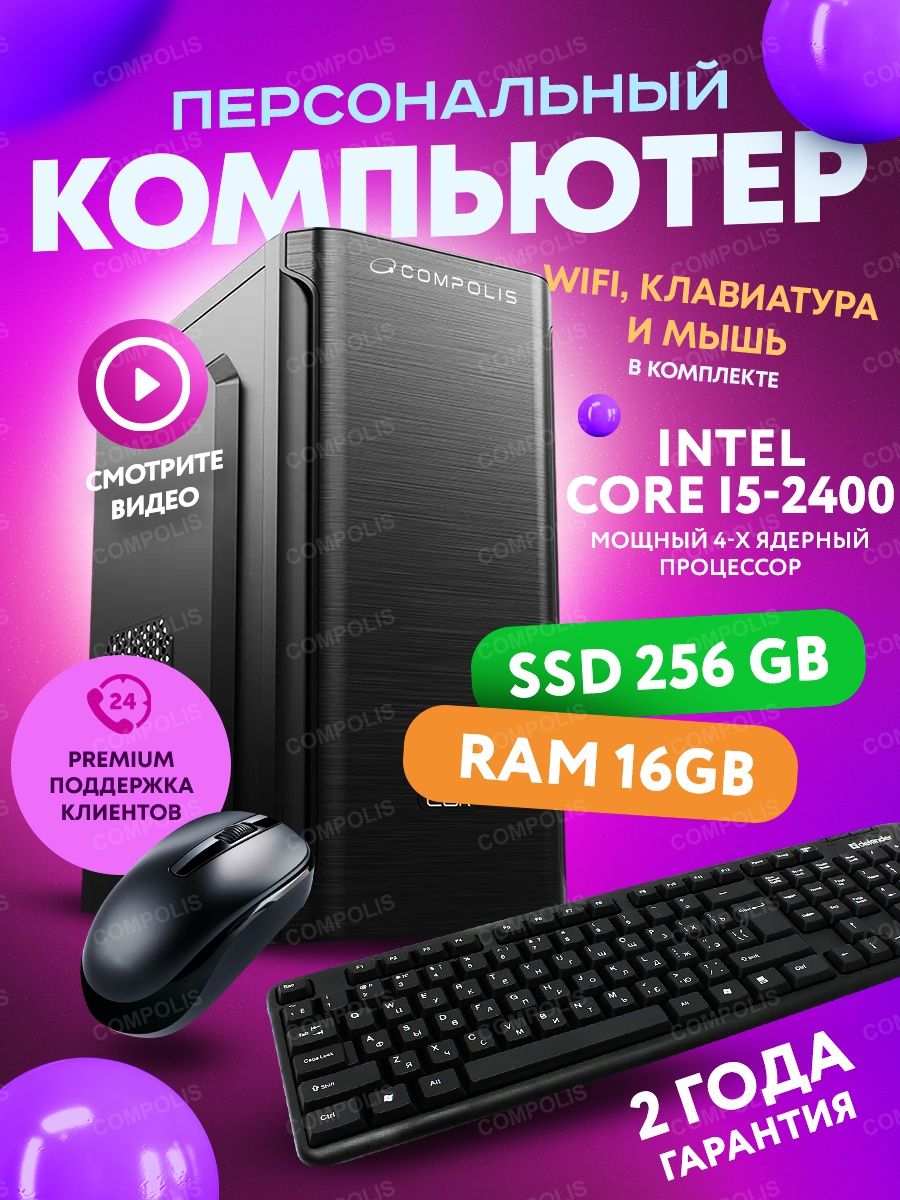 ПЕРСОНАЛЬНЫЙ
КОМПЬЮТЕР
COMPOLIS
WIFI, КЛАВИАТУРА
И МЫШЬ
В КОМПЛЕКТЕ
СМОТРИТЕ
ВИДЕО
INTEL
CORE I5-2400
МОЩНЫЙ 4-Х ЯДЕРНЫЙ
ПРОЦЕССОР
SSD 256 GB
RAM 16GB
24
PREMIUM
ПОДДЕРЖКА
КЛИЕНТОВ
defender
2 ГОДА
ГАРАНТИЯ